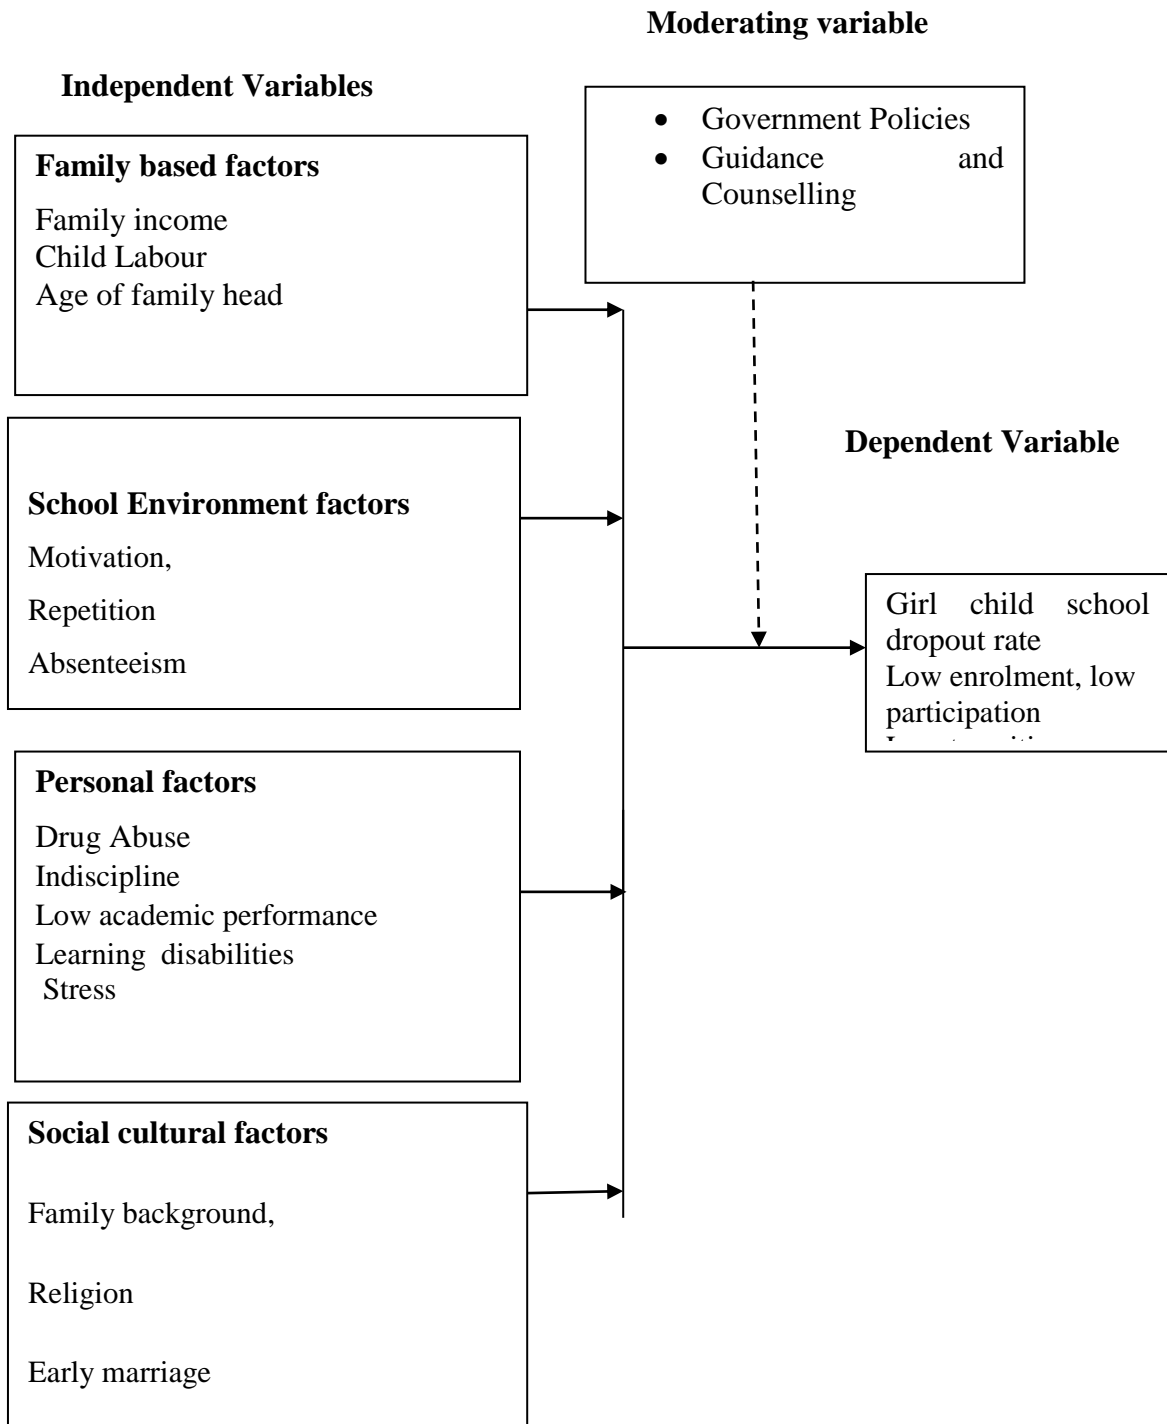 Moderating variable
Independent Variables
Government Policies
Guidance and
Counselling
Family based factors
Family income
Child Labour
Age of family head
School Environment factors
Motivation,
Repetition
Absenteeism
Dependent Variable
Girl child school
dropout rate
Low enrolment, low
participation
Personal factors
Drug Abuse
Indiscipline
Low academic performance
Learning disabilities
Stress
Social cultural factors
Family background,
Religion
Early marriage